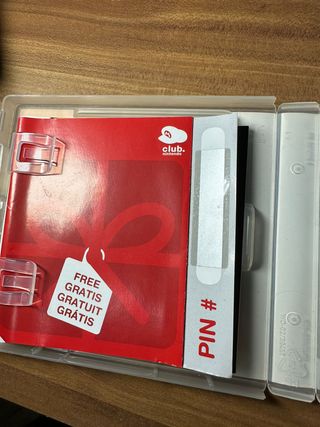 club.
nintendo
FREE
GRATIS
GRATUIT
GRÁTIS
PIN #